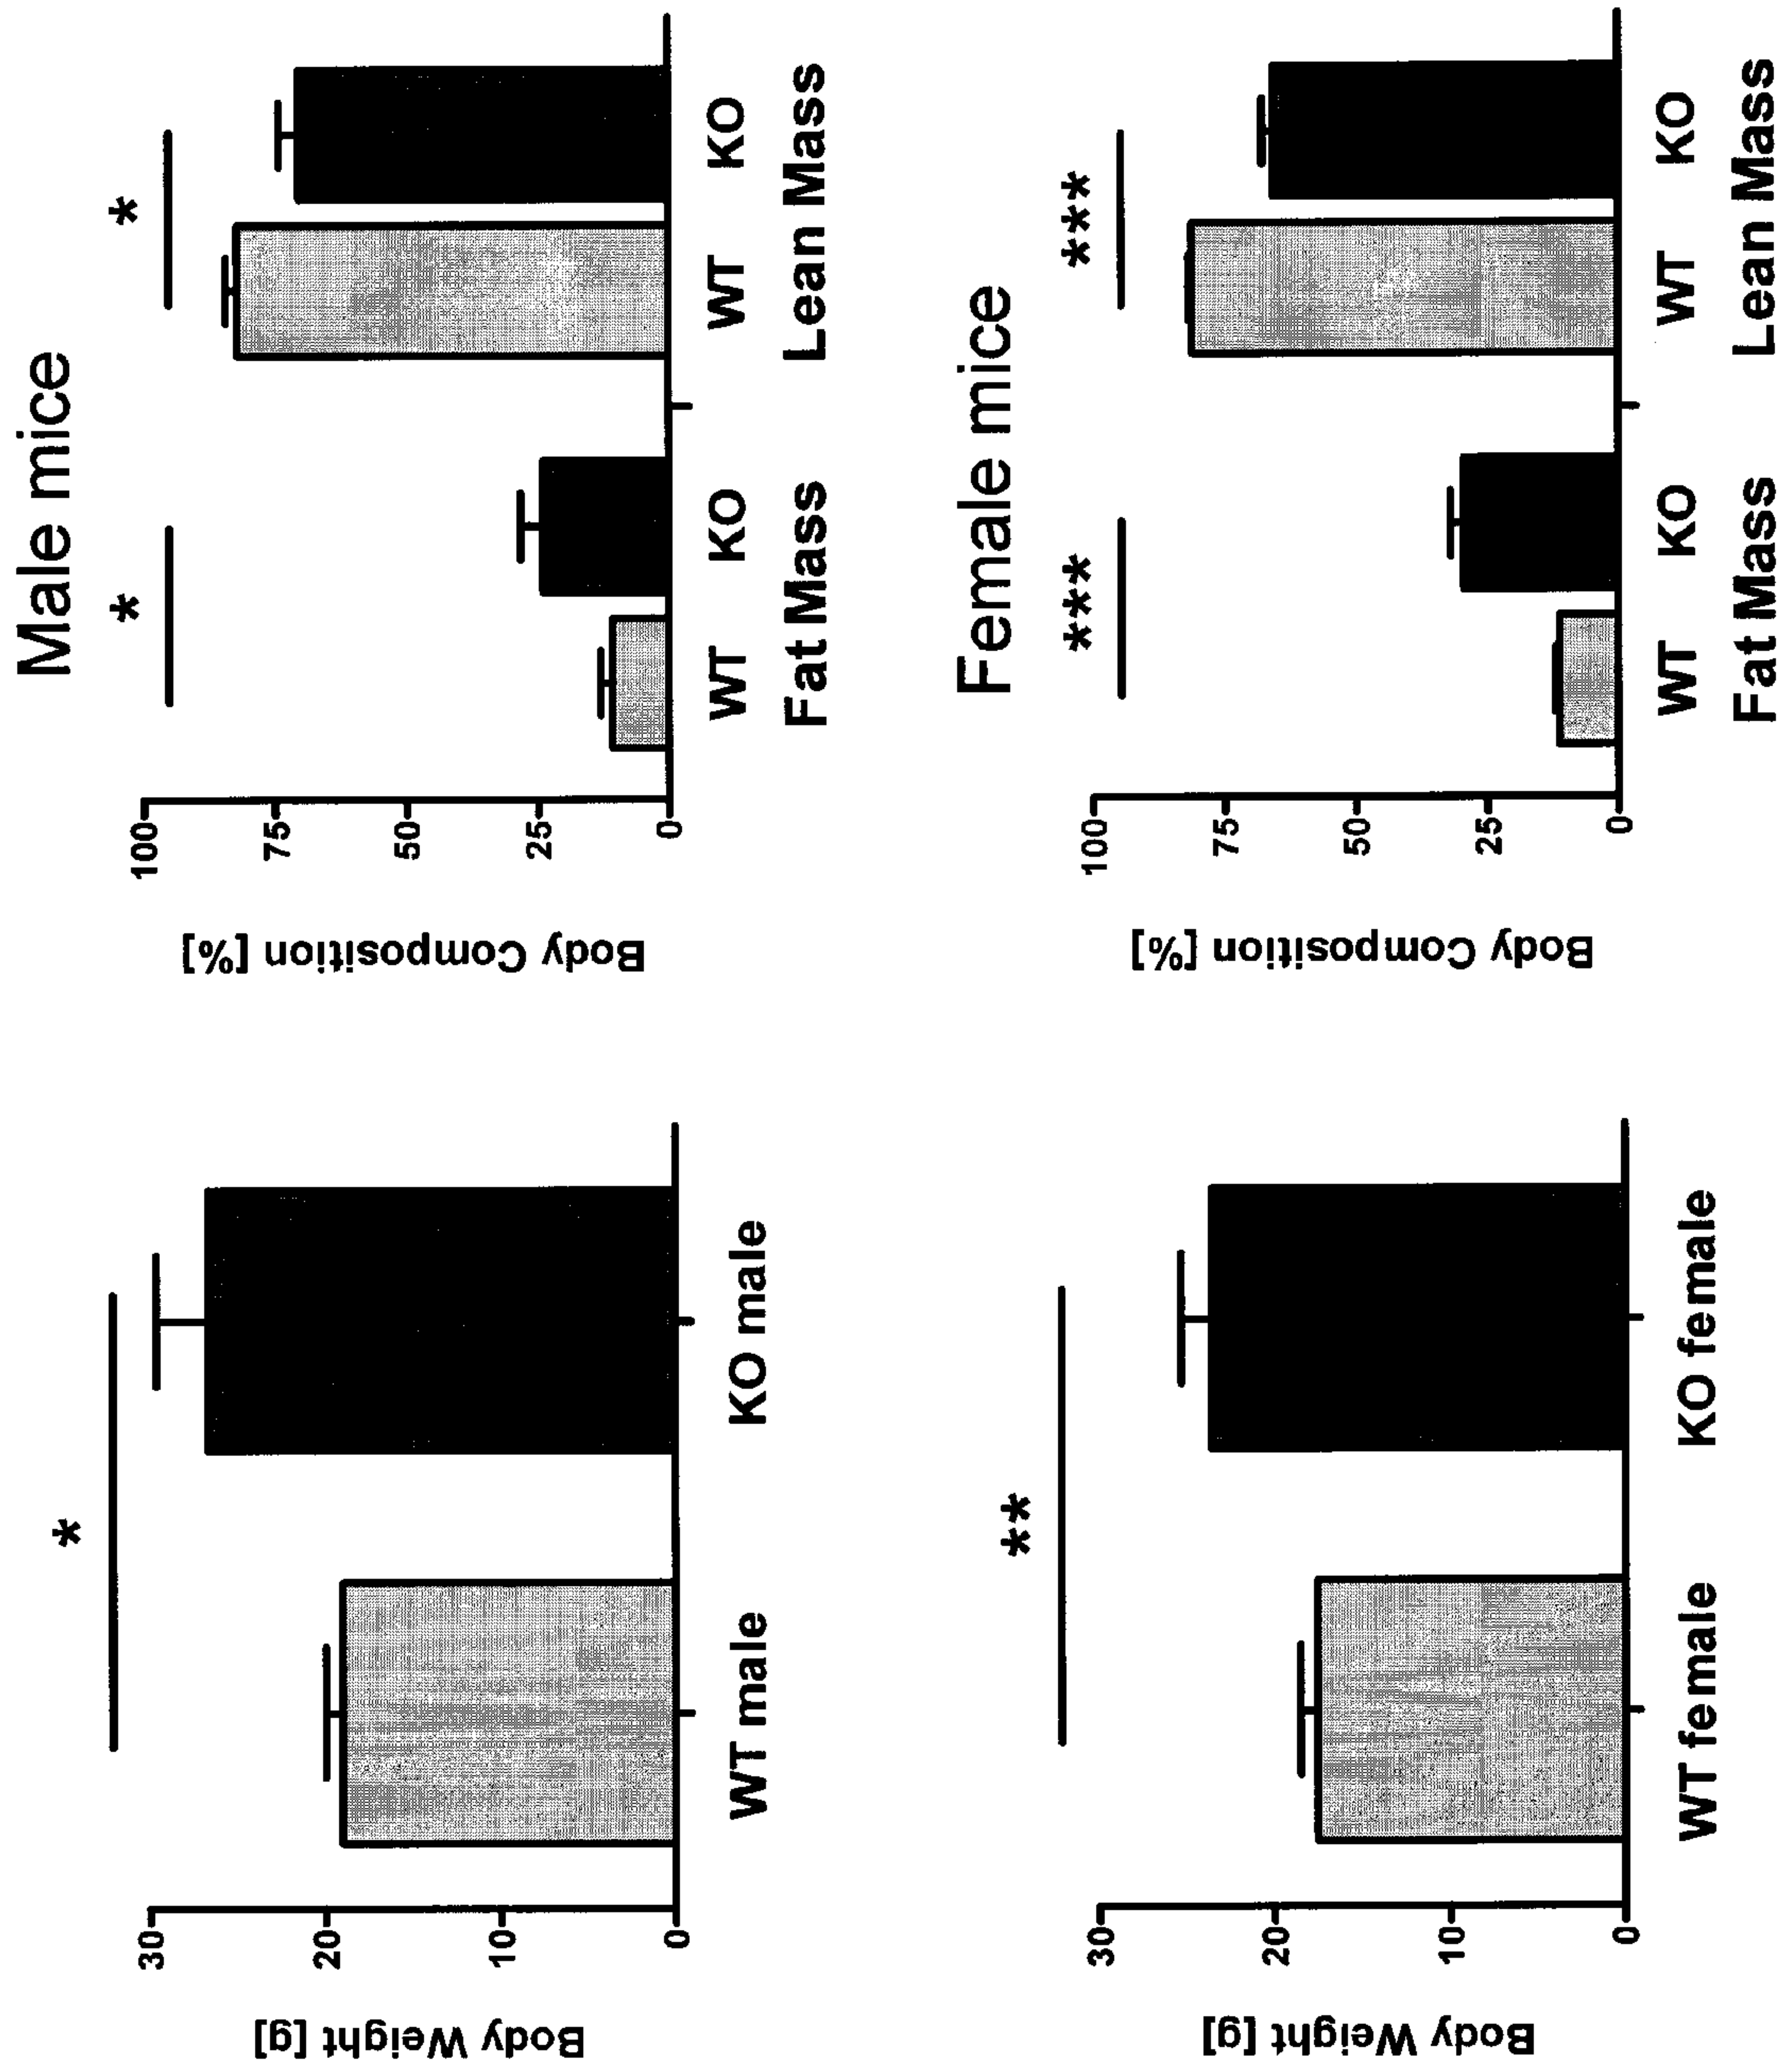 Male mice
*
Body Weight [g]
30
20
10
0
WT male
KO male
*
*
Body Composition [%]
100
75
50
25
0
WT
KO
WT
KO
Fat Mass
Lean Mass
Female mice
**
Body Weight [g]
30
20
10
0
WT female
KO female
***
***
Body Composition [%]
100
75
50
25
0
WT
KO
WT
KO
Fat Mass
Lean Mass